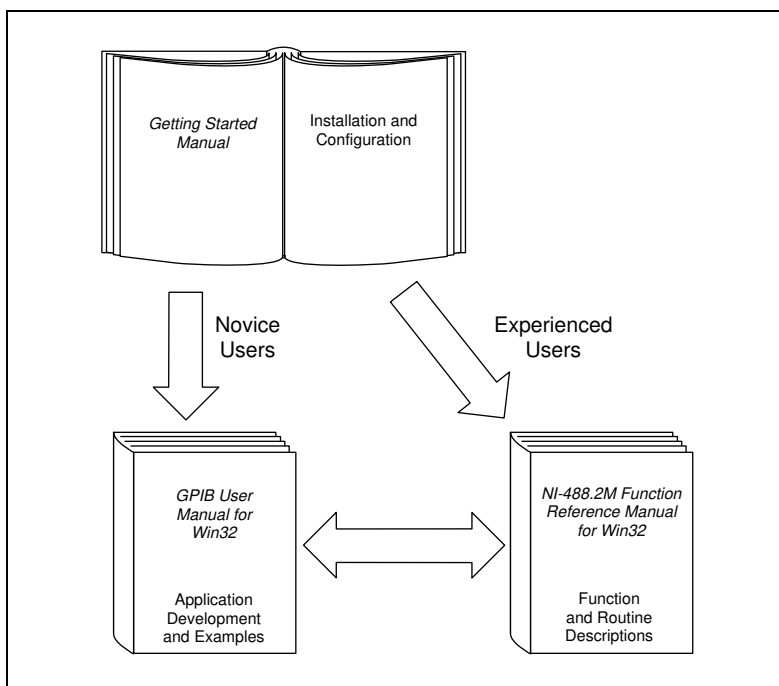 Getting Started
Manual
Installation and
Configuration
Novice
Users
Experienced
Users
GPIB User
Manual for
Win32
Application
Development
and Examples
NI-488.2M Function
Reference Manual
for Win32
Function
and Routine
Descriptions